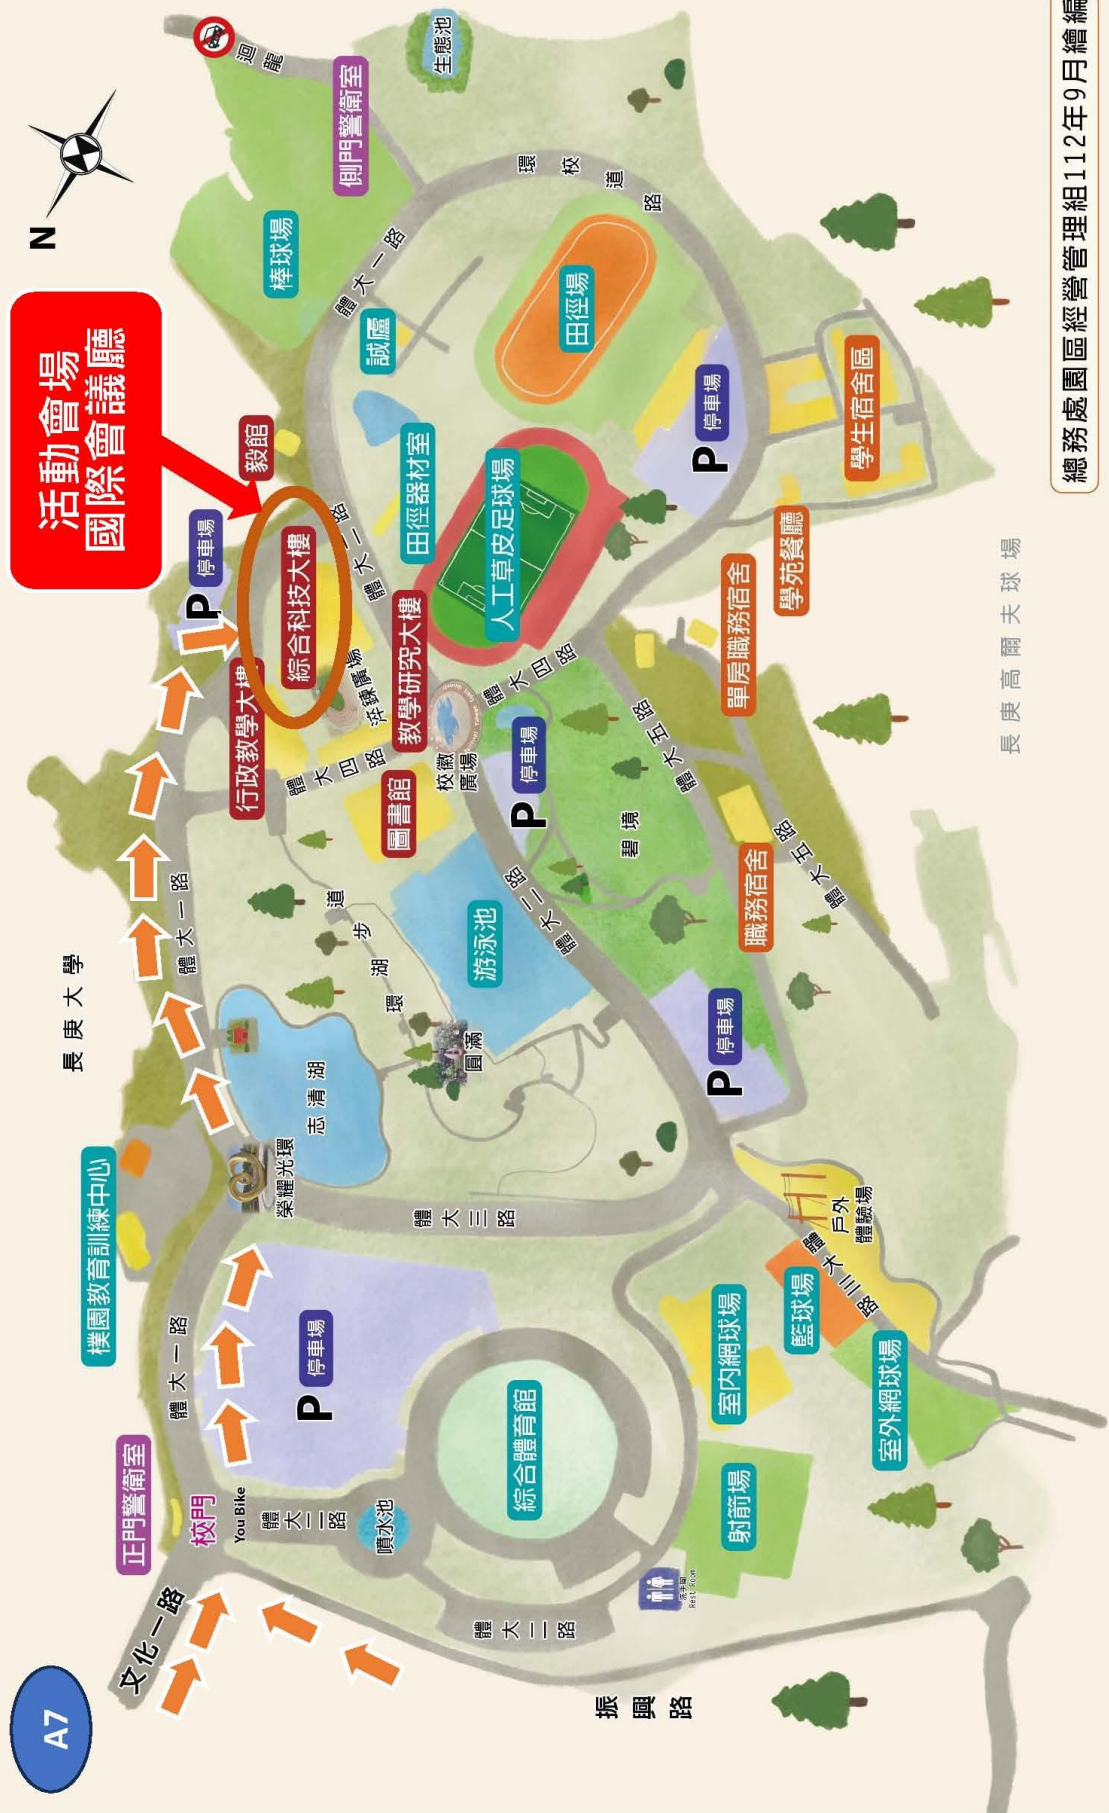 A7
文化一路
正門警衛室
校門
You Bike
體大二路
噴水池
體大二路
振興路
體大一路
樸園教育訓練中心
P 停車場
綜合體育館
洗手間
Rest Room
射箭場
室內網球場
籃球場
室外網球場
戶外
體驗場
體大三路
體大三路
榮耀光環
志清湖
長庚大學
體大一路
環湖步道
圓滿
游泳池
體大二路
P 停車場
碧境
P 停車場
職務宿舍
體大五路
體大五路
單房職務宿舍
學苑餐廳
學生宿舍區
圖書館
校徽
廣場
體大四路
體大四路
行政教學大樓
淬鍊廣場
教學研究大樓
綜合科技大樓
P 停車場
活動會場
國際會議廳
毅館
體大一路
田徑器材室
人工草皮足球場
誠廬
體大一路
田徑場
P 停車場
棒球場
側門警衛室
迴龍
生態池
環校道路
N
長庚高爾夫球場
總務處園區經營管理組112年9月繪編